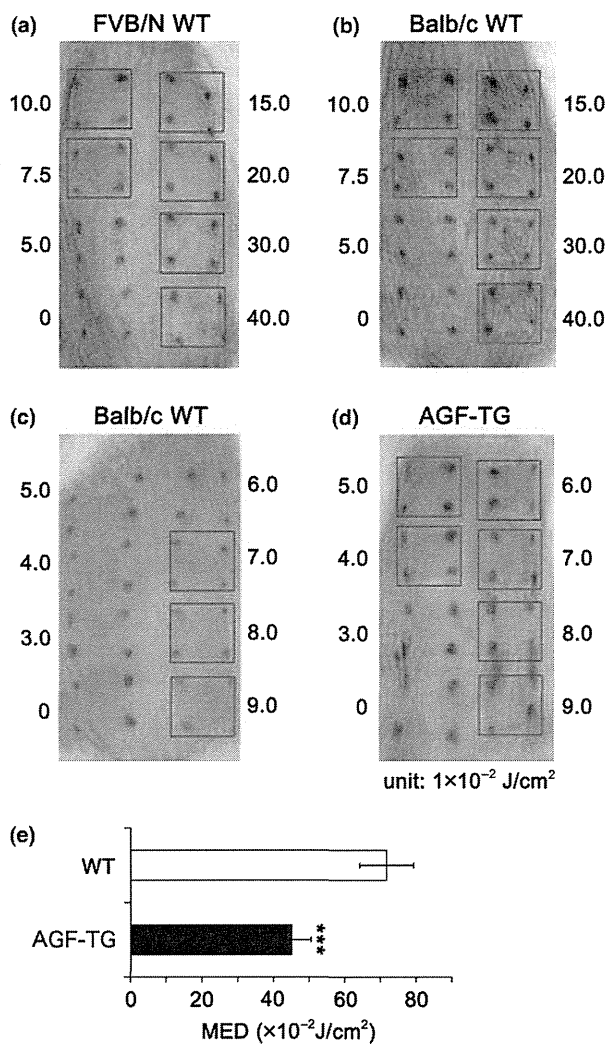 (a) FVB/N WT
10.0 15.0
7.5 20.0
5.0 30.0
0 40.0
(b) Balb/c WT
10.0 15.0
7.5 20.0
5.0 30.0
0 40.0
(c) Balb/c WT
5.0 6.0
4.0 7.0
3.0 8.0
0 9.0
(d) AGF-TG
5.0 6.0
4.0 7.0
3.0 8.0
0 9.0
unit: 1×10⁻² J/cm²
(e)
WT
AGF-TG ***
0 20 40 60 80
MED (×10⁻²J/cm²)